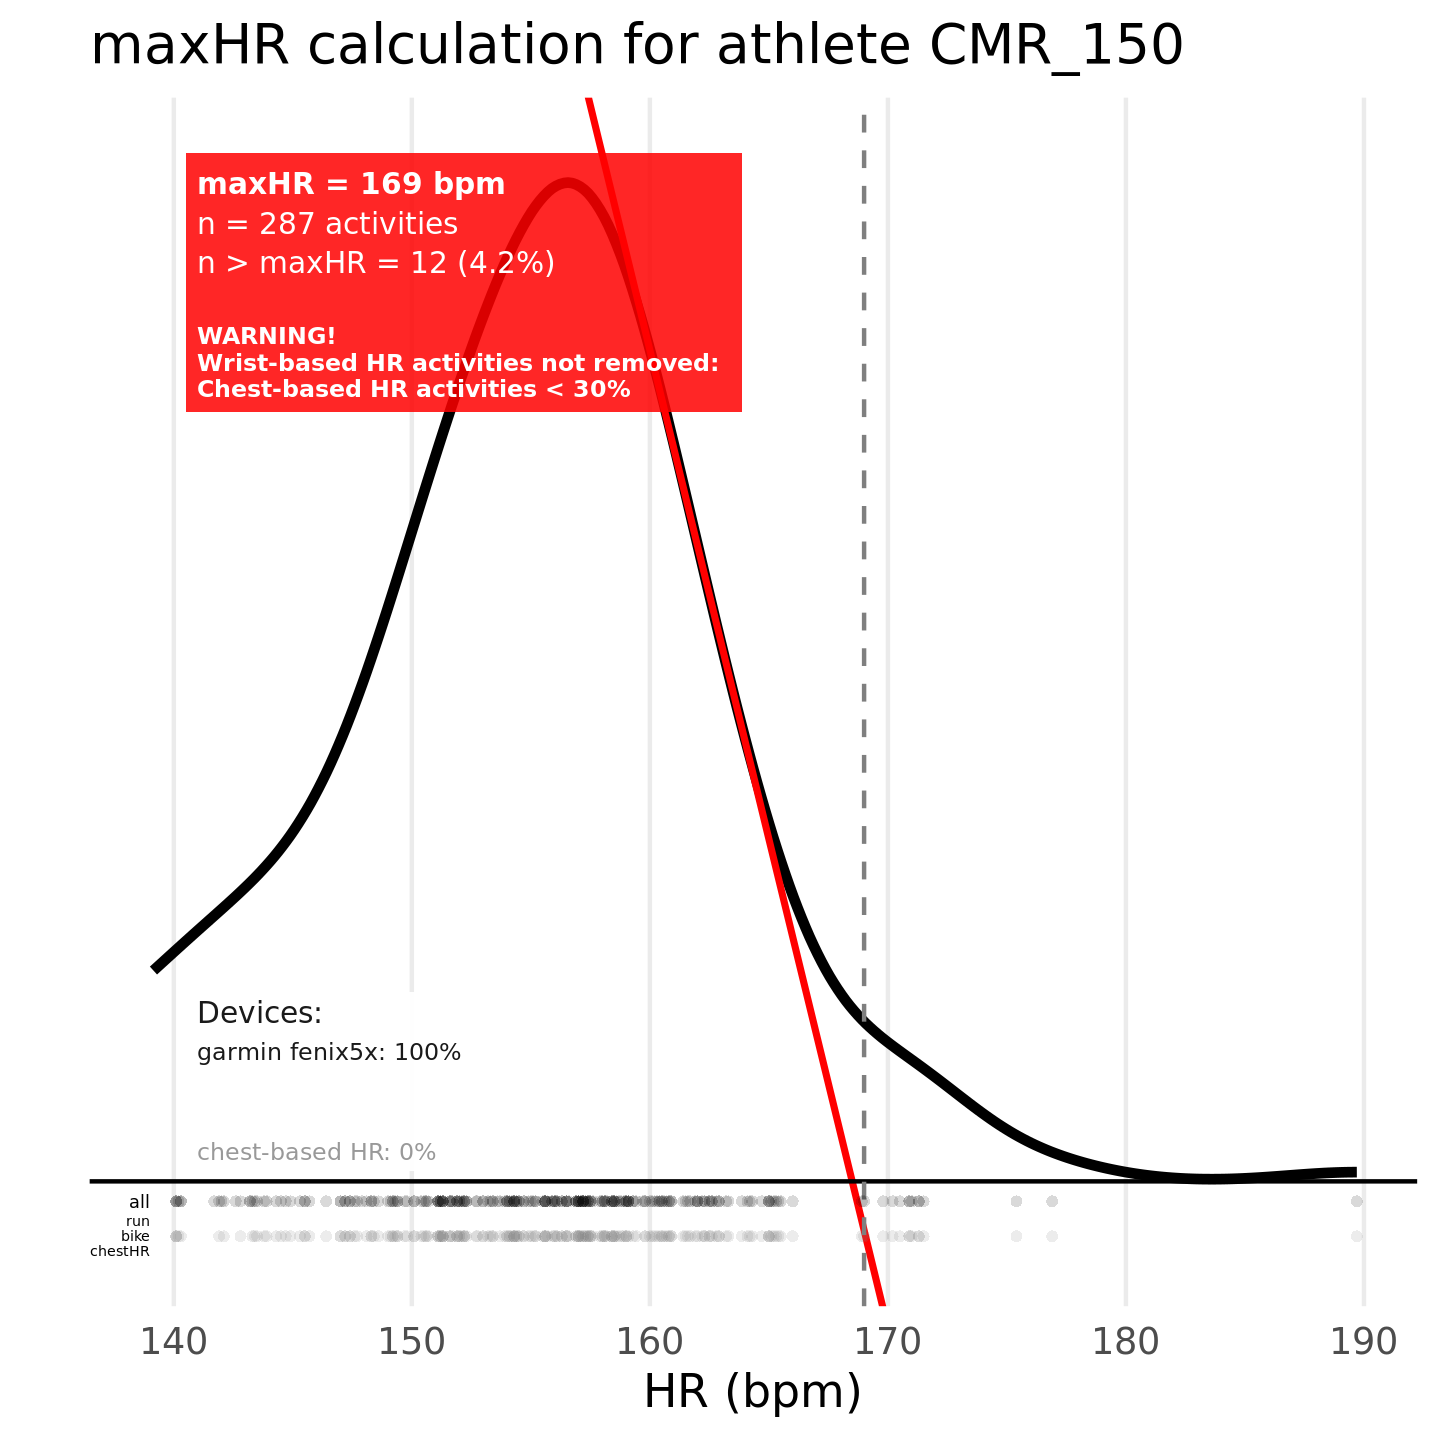 maxHR calculation for athlete CMR_150
maxHR = 169 bpm
n = 287 activities
n > maxHR = 12 (4.2%)
WARNING!
Wrist-based HR activities not removed:
Chest-based HR activities < 30%
Devices:
garmin fenix5x: 100%
chest-based HR: 0%
all
run
bike
chestHR
140 150 160 170 180 190
HR (bpm)